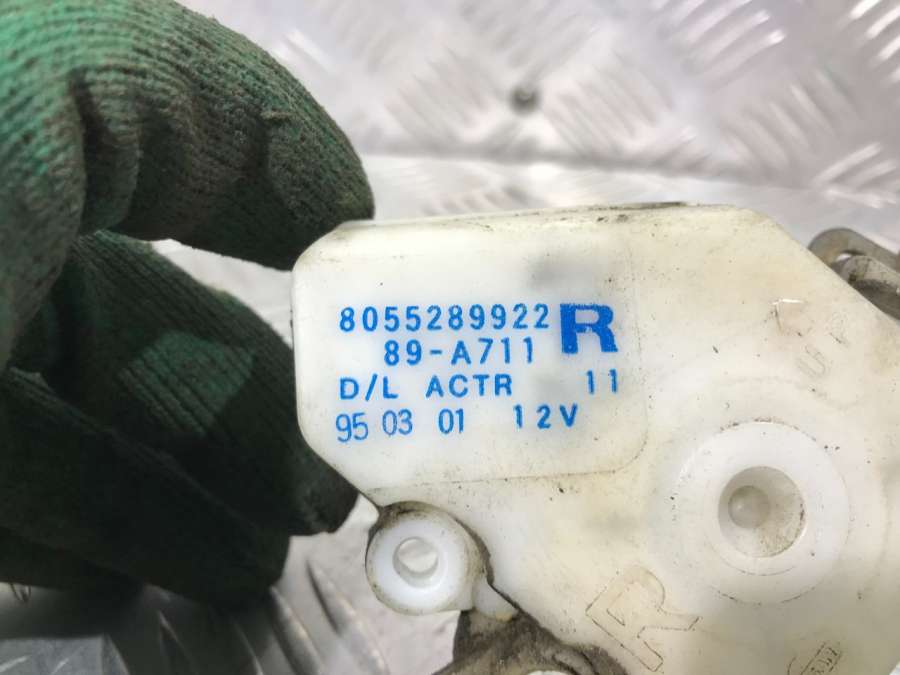 8055289922 R
89-A711
D/L ACTR 11
95 03 01 12V
R